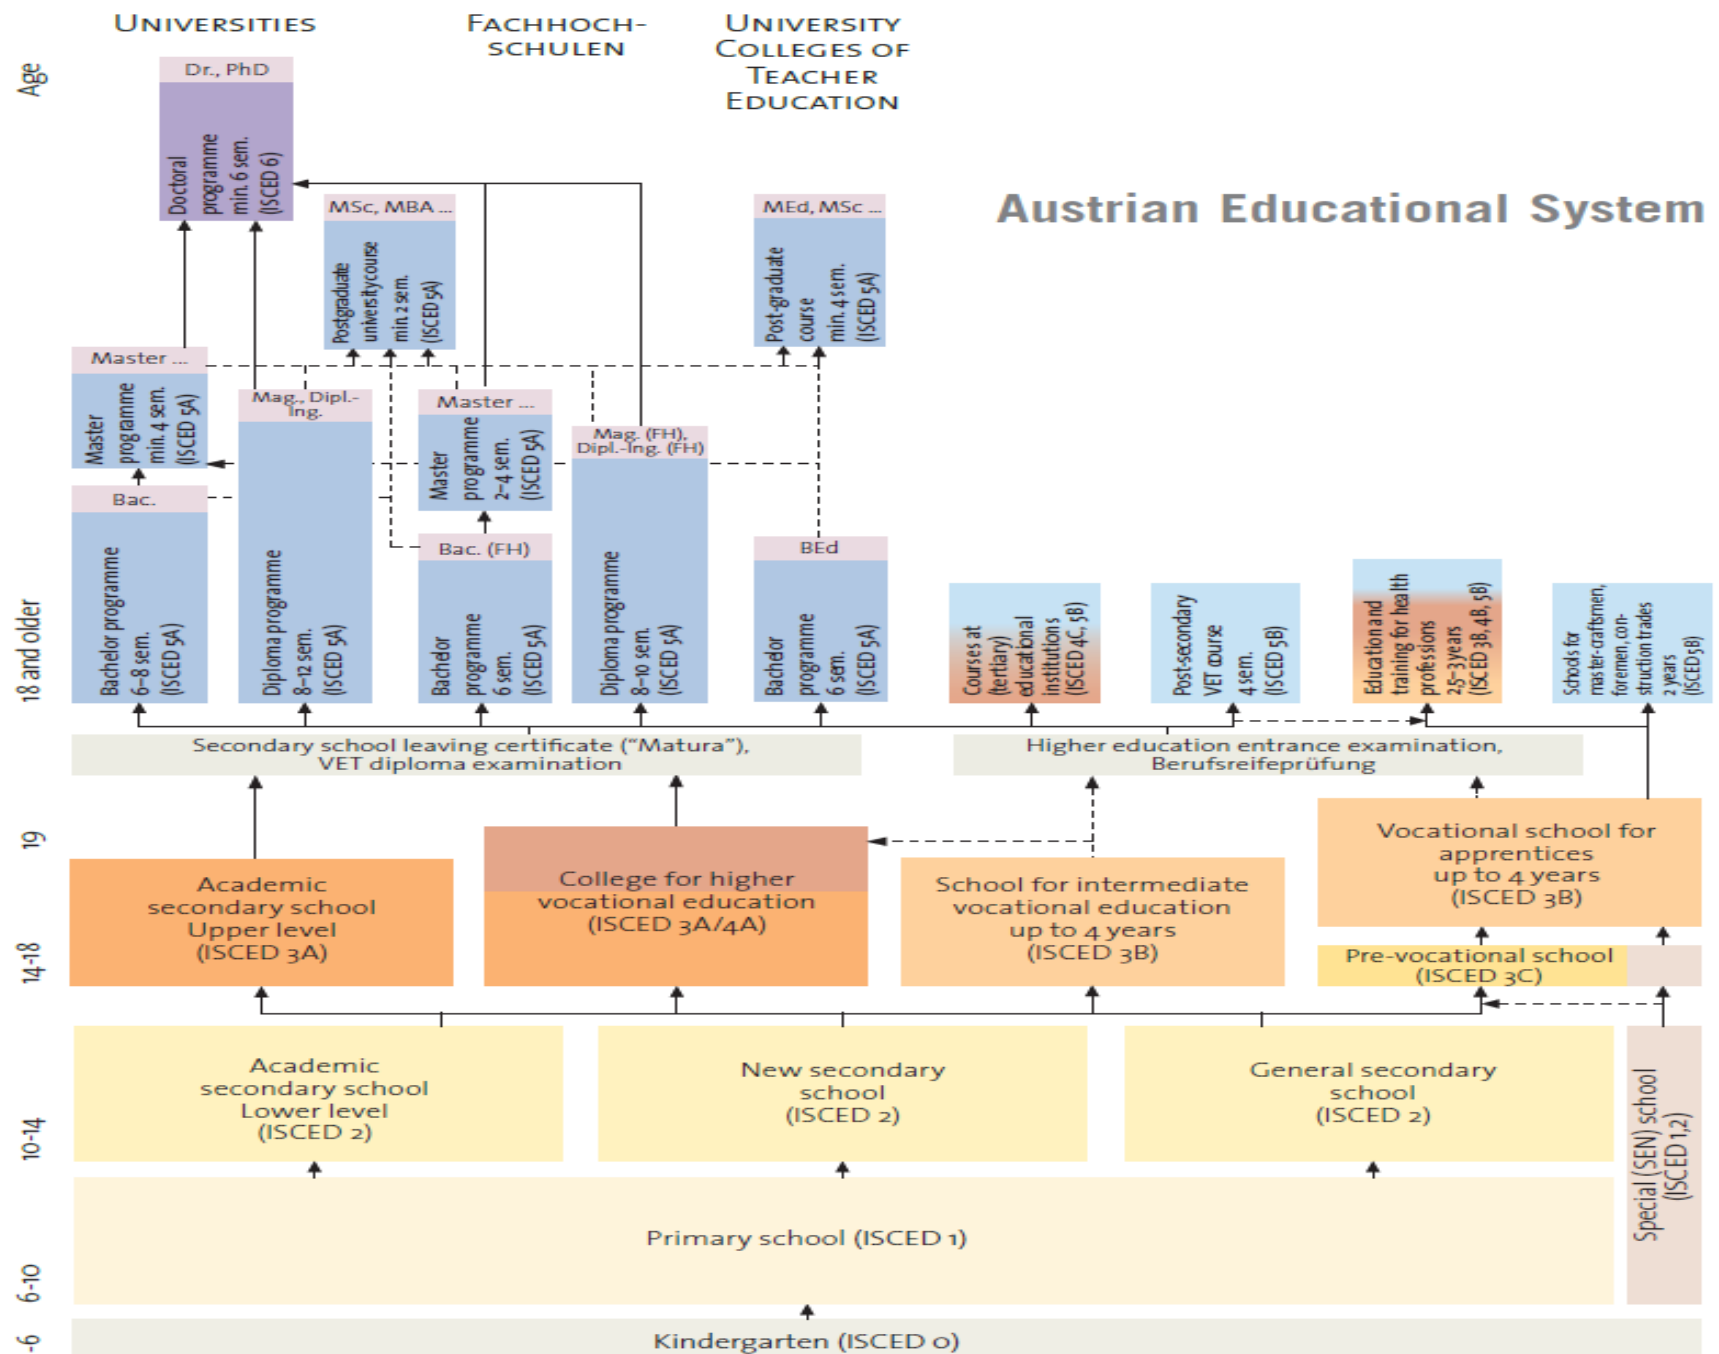 UNIVERSITIES
FACHHOCH-
SCHULEN
UNIVERSITY
COLLEGES OF
TEACHER
EDUCATION
Austrian Educational System
Age
18 and older
19
14-18
10-14
6-10
-6
Dr., PhD
Doctoral
programme
min. 6 sem.
(ISCED 6)
MSc, MBA ...
Postgraduate
university course
min. 2 sem.
(ISCED 5A)
MEd, MSc ...
Post-graduate
course
min. 4 sem.
(ISCED 5A)
Master ...
Master
programme
min. 4 sem.
(ISCED 5A)
Mag., Dipl.-
Ing.
Diploma programme
8–12 sem.
(ISCED 5A)
Master ...
Master
programme
2–4 sem.
(ISCED 5A)
Mag. (FH),
Dipl.-Ing. (FH)
Diploma programme
8–10 sem.
(ISCED 5A)
Bac.
Bachelor programme
6–8 sem.
(ISCED 5A)
Bac. (FH)
Bachelor
programme
6 sem.
(ISCED 5A)
BEd
Bachelor
programme
6 sem.
(ISCED 5A)
Courses at
(tertiary)
educational
institutions
(ISCED 4C, 5B)
Post-secondary
VET course
4 sem.
(ISCED 5B)
Education and
training for health
professions
2,5–3 years
(ISCED 3B, 4B, 5B)
Schools for
master-craftsmen,
foremen, con-
struction trades
2 years
(ISCED 5B)
Secondary school leaving certificate (“Matura”),
VET diploma examination
Higher education entrance examination,
Berufsreifeprüfung
Academic
secondary school
Upper level
(ISCED 3A)
College for higher
vocational education
(ISCED 3A/4A)
School for intermediate
vocational education
up to 4 years
(ISCED 3B)
Vocational school for
apprentices
up to 4 years
(ISCED 3B)
Pre-vocational school
(ISCED 3C)
Academic
secondary school
Lower level
(ISCED 2)
New secondary
school
(ISCED 2)
General secondary
school
(ISCED 2)
Special (SEN) school
(ISCED 1,2)
Primary school (ISCED 1)
Kindergarten (ISCED 0)